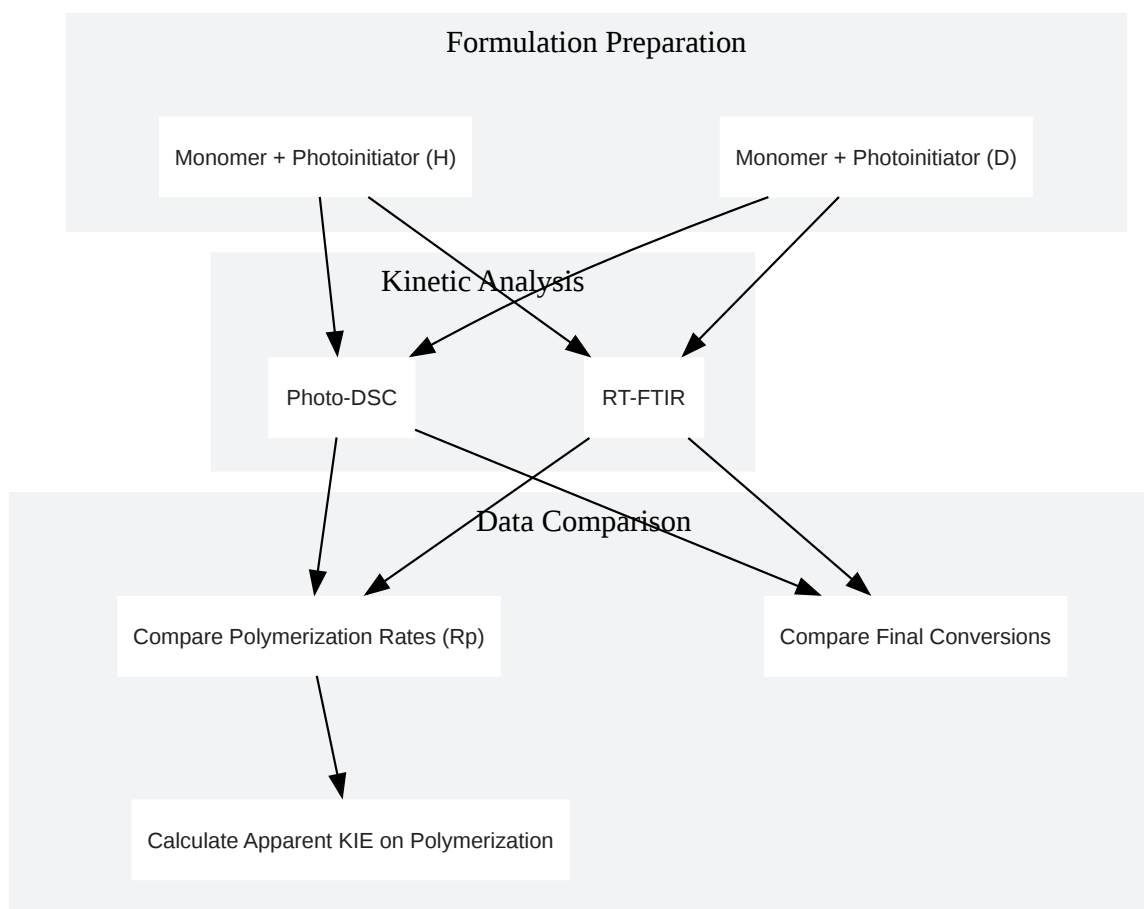 Formulation Preparation
Monomer + Photoinitiator (H)
Monomer + Photoinitiator (D)
Kinetic Analysis
Photo-DSC
RT-FTIR
Data Comparison
Compare Polymerization Rates (Rp)
Compare Final Conversions
Calculate Apparent KIE on Polymerization